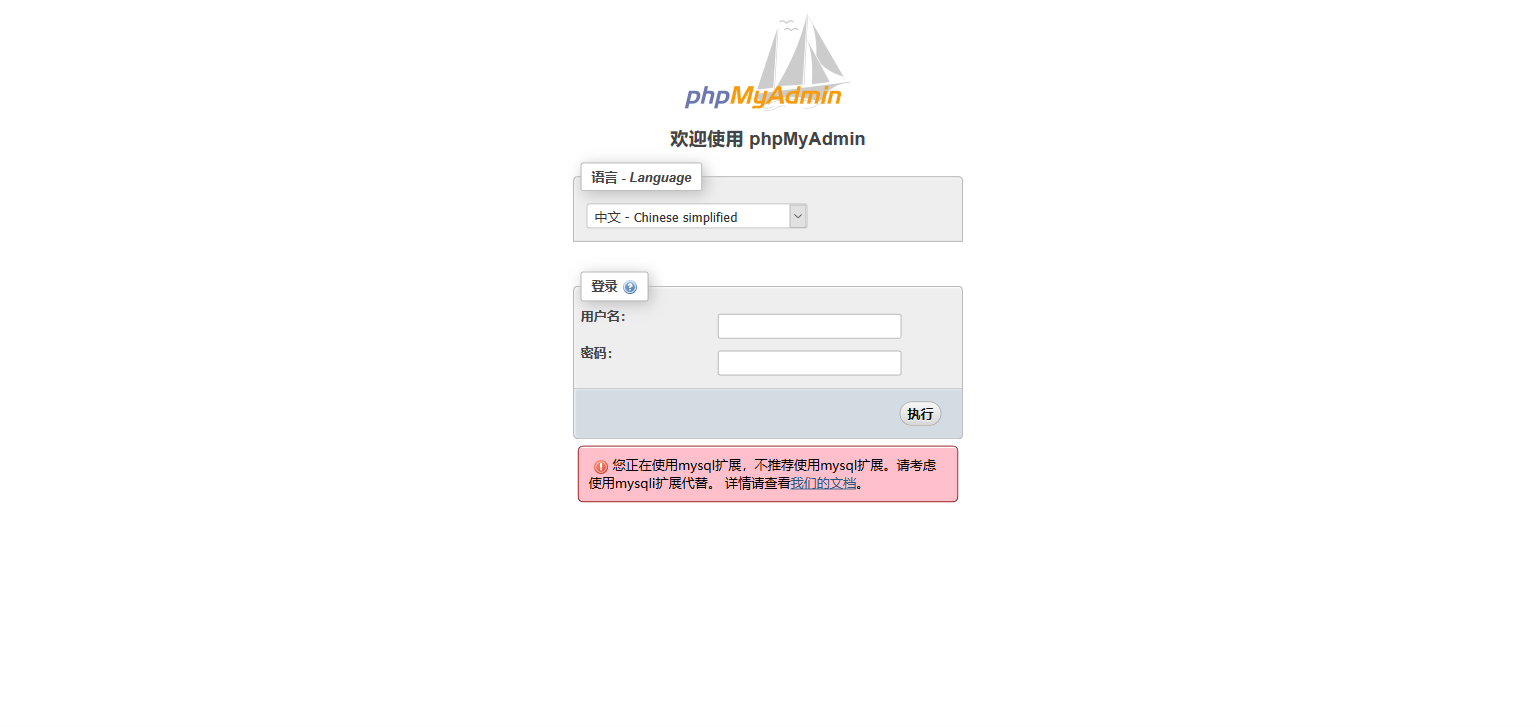 phpMyAdmin
欢迎使用 phpMyAdmin
语言 - Language
中文 - Chinese simplified
登录
用户名：
密码：
执行
您正在使用mysql扩展，不推荐使用mysql扩展。请考虑
使用mysqli扩展代替。 详情请查看我们的文档。